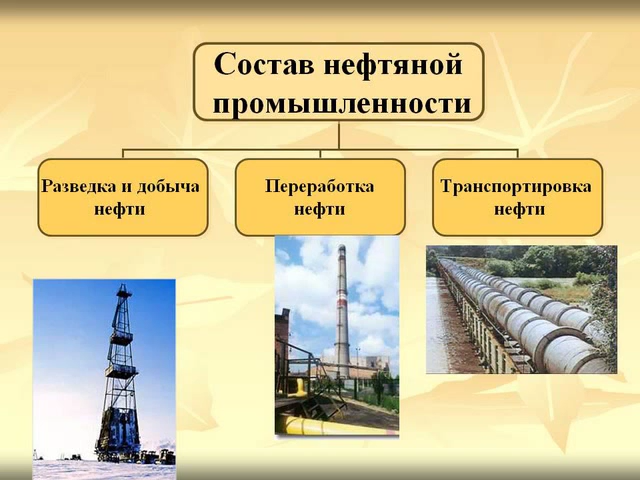 Состав нефтяной
промышленности
Разведка и добыча
нефти
Переработка
нефти
Транспортировка
нефти